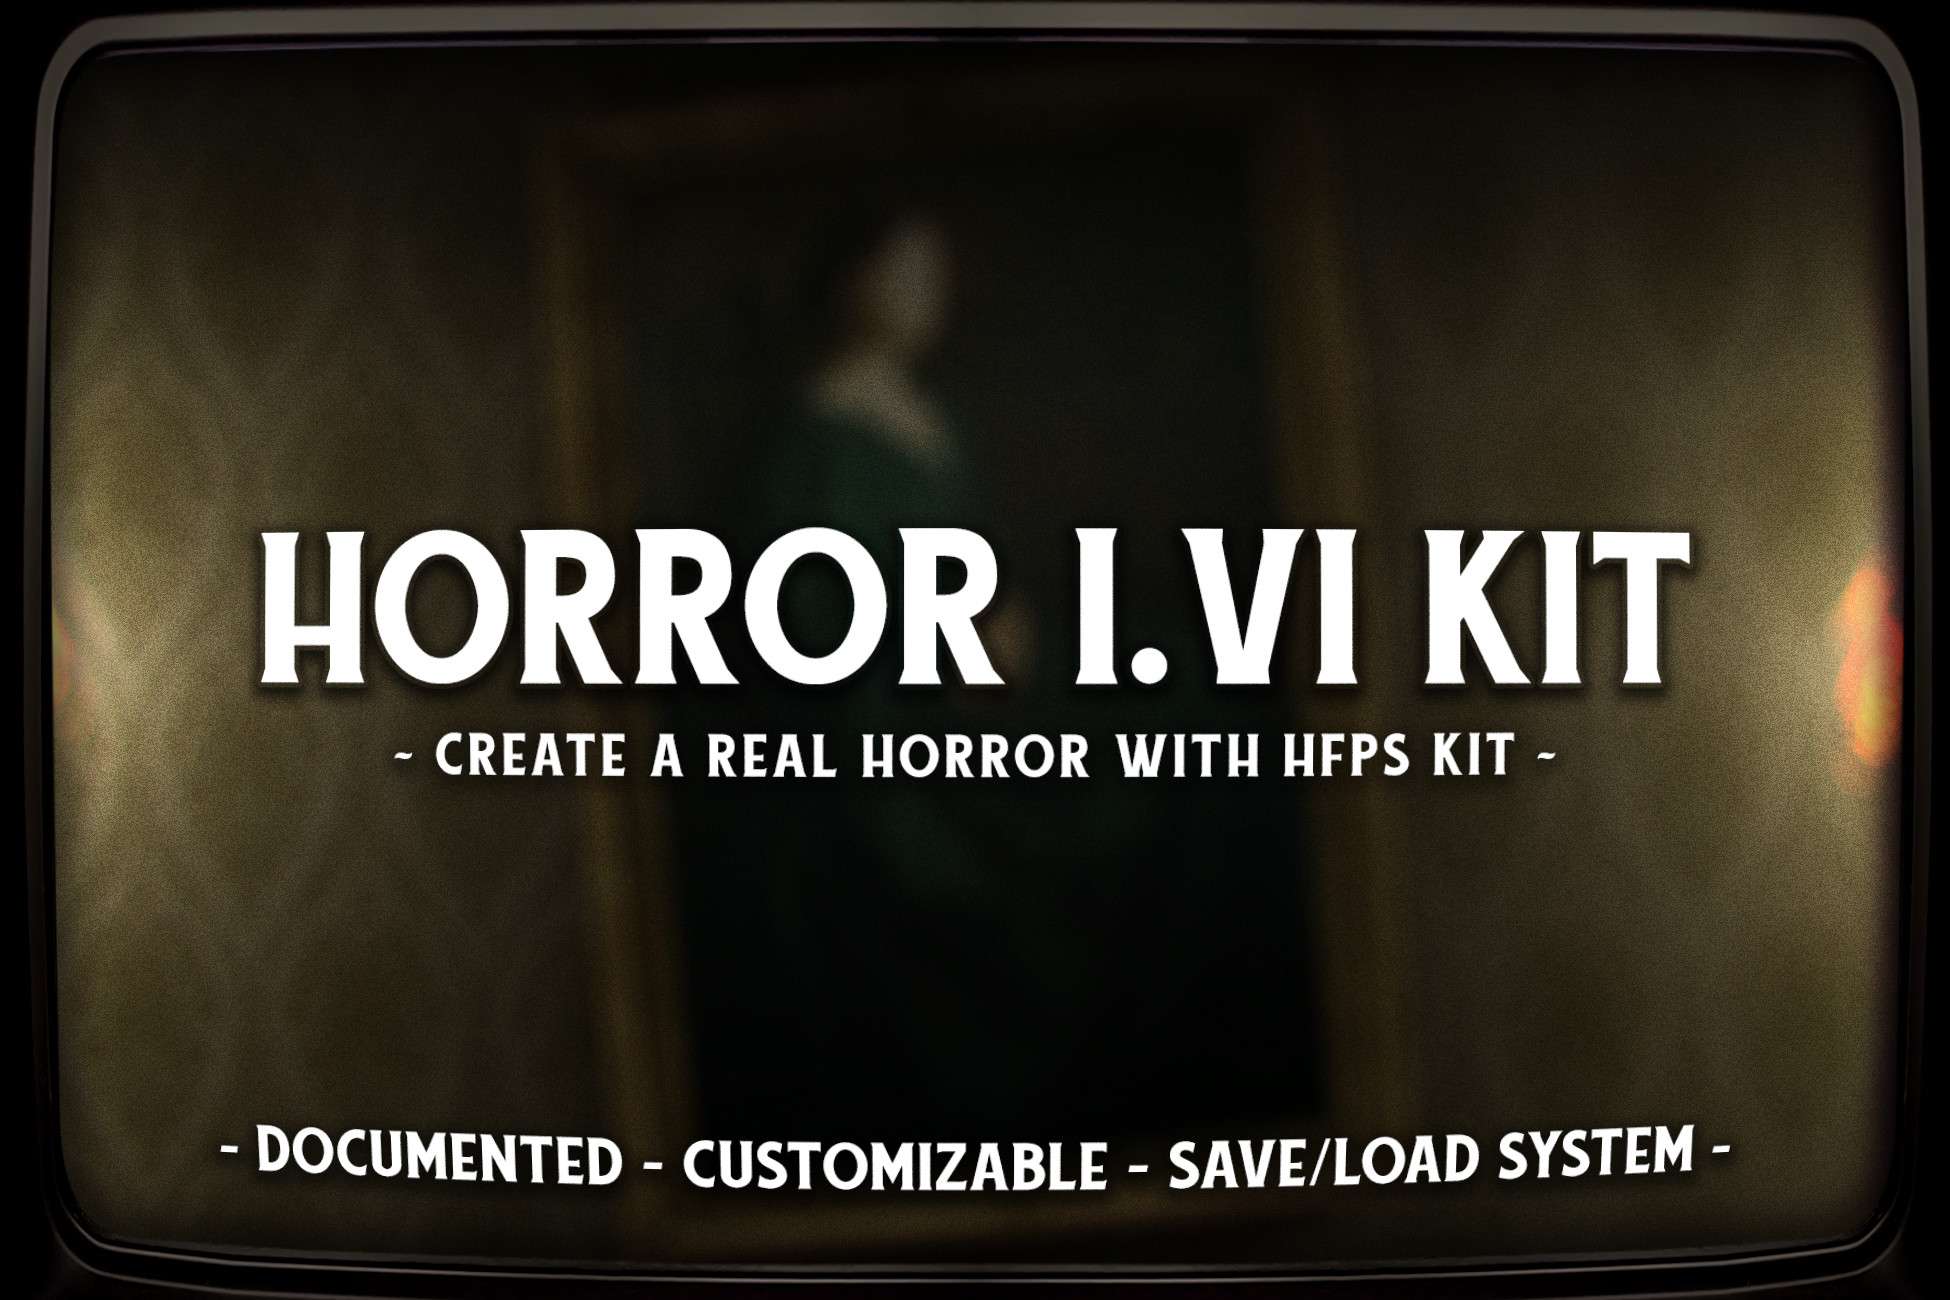 HORROR I.VI KIT
~ CREATE A REAL HORROR WITH HFPS KIT ~
- DOCUMENTED - CUSTOMIZABLE - SAVE/LOAD SYSTEM -